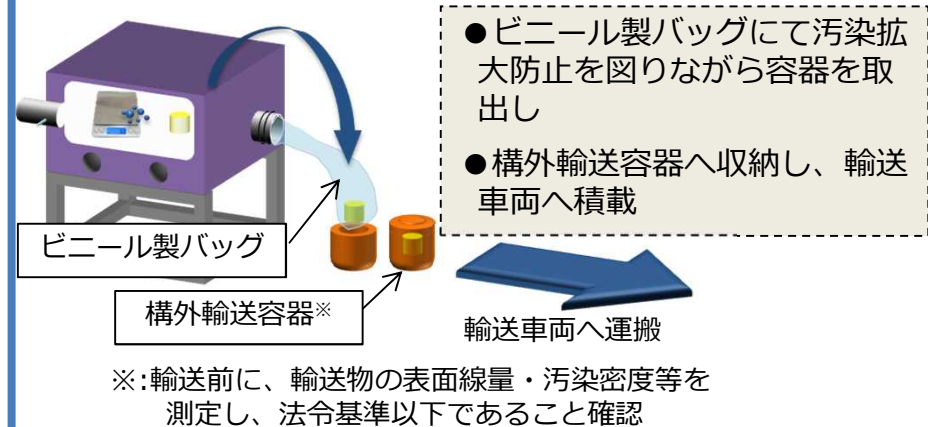 ●ビニール製バッグにて汚染拡
大防止を図りながら容器を取
出し
●構外輸送容器へ収納し、輸送
車両へ積載
ビニール製バッグ
構外輸送容器※
輸送車両へ運搬
※:輸送前に、輸送物の表面線量・汚染密度等を
測定し、法令基準以下であること確認